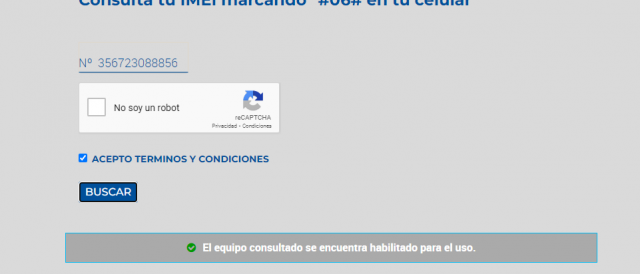 Consulta tu IMEI marcando *#06# en tu celular
Nº 356723088856
No soy un robot
reCAPTCHA
Privacidad - Condiciones
ACEPTO TERMINOS Y CONDICIONES
BUSCAR
El equipo consultado se encuentra habilitado para el uso.